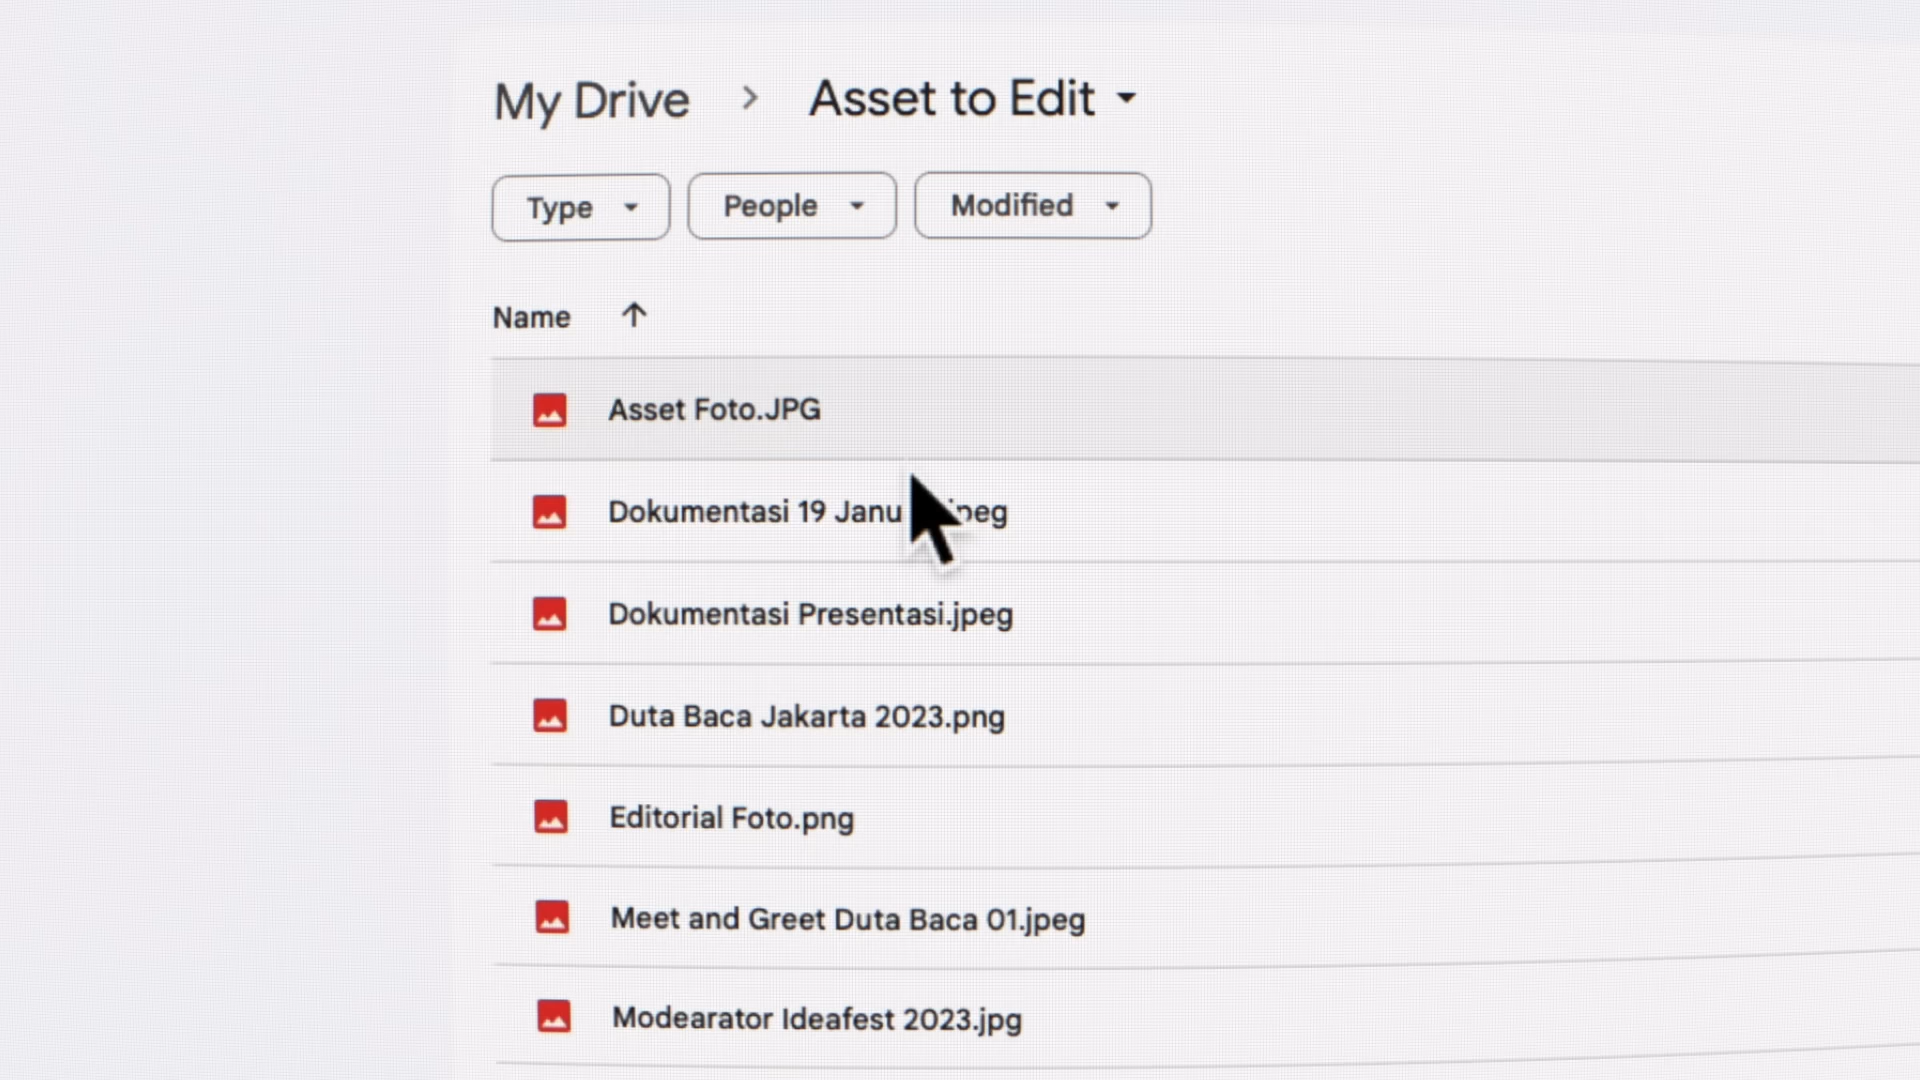 My Drive > Asset to Edit
Type People Modified
Name
Asset Foto.JPG
Dokumentasi 19
Dokumentasi Presentasi.jpeg
Duta Baca Jakarta 2023.png
Editorial Foto.png
Meet and Greet Duta Baca 01.jpeg
Modearator Ideafest 2023.jpg